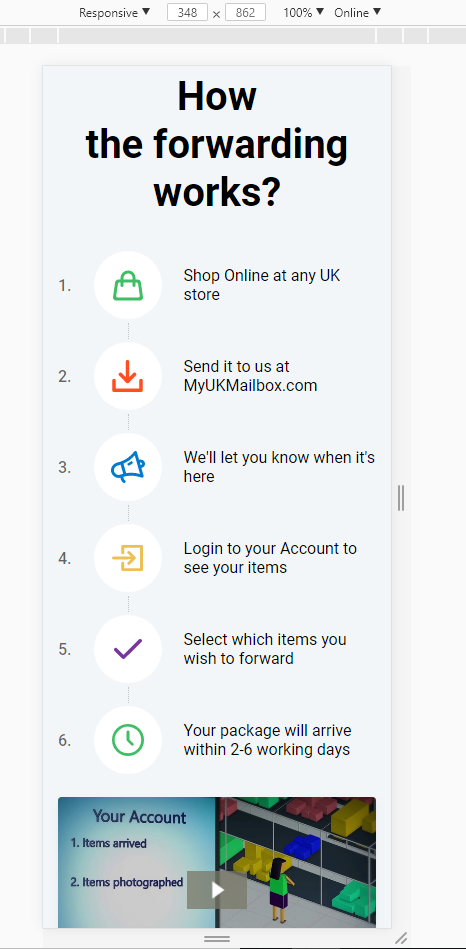 Responsive ▼ 348 × 862 100% ▼ Online ▼
How
the forwarding
works?
1. Shop Online at any UK
store
2. Send it to us at
MyUKMailbox.com
3. We'll let you know when it's
here
4. Login to your Account to
see your items
5. Select which items you
wish to forward
6. Your package will arrive
within 2-6 working days
Your Account
1. Items arrived
2. Items photographed